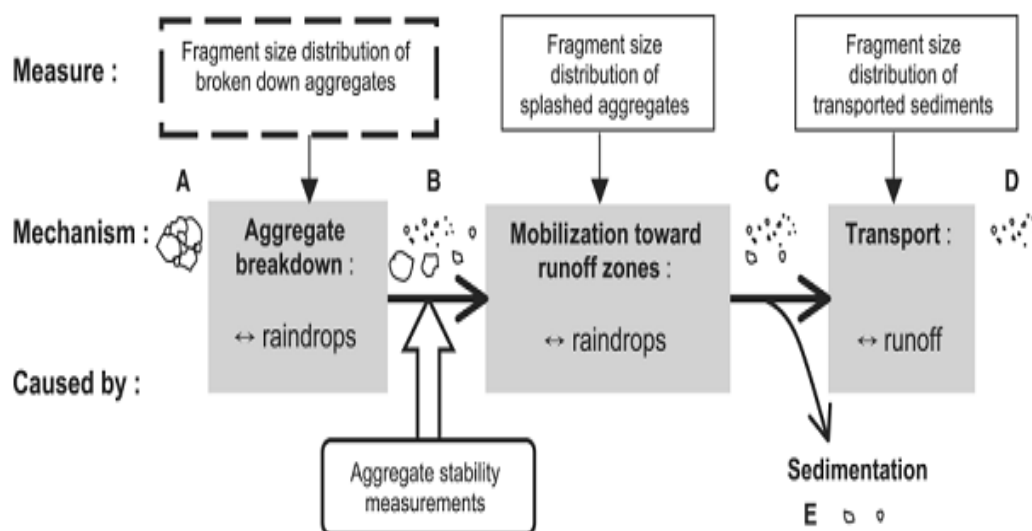 Measure :
Fragment size distribution of
broken down aggregates
Fragment size
distribution of
splashed aggregates
Fragment size
distribution of
transported sediments
A
B
C
D
Mechanism :
Aggregate
breakdown :
Mobilization toward
runoff zones :
Transport :
↔ raindrops
↔ raindrops
↔ runoff
Caused by :
Aggregate stability
measurements
Sedimentation
E